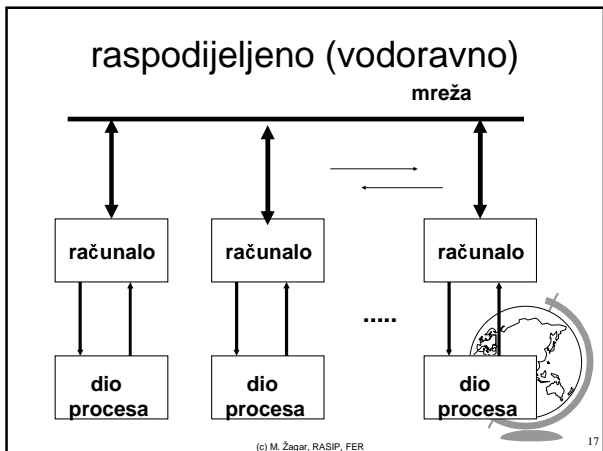 raspodijeljeno (vodoravno)
mreža
računalo
računalo
računalo
.....
dio
procesa
dio
procesa
dio
procesa
(c) M. Žagar, RASIP, FER
17